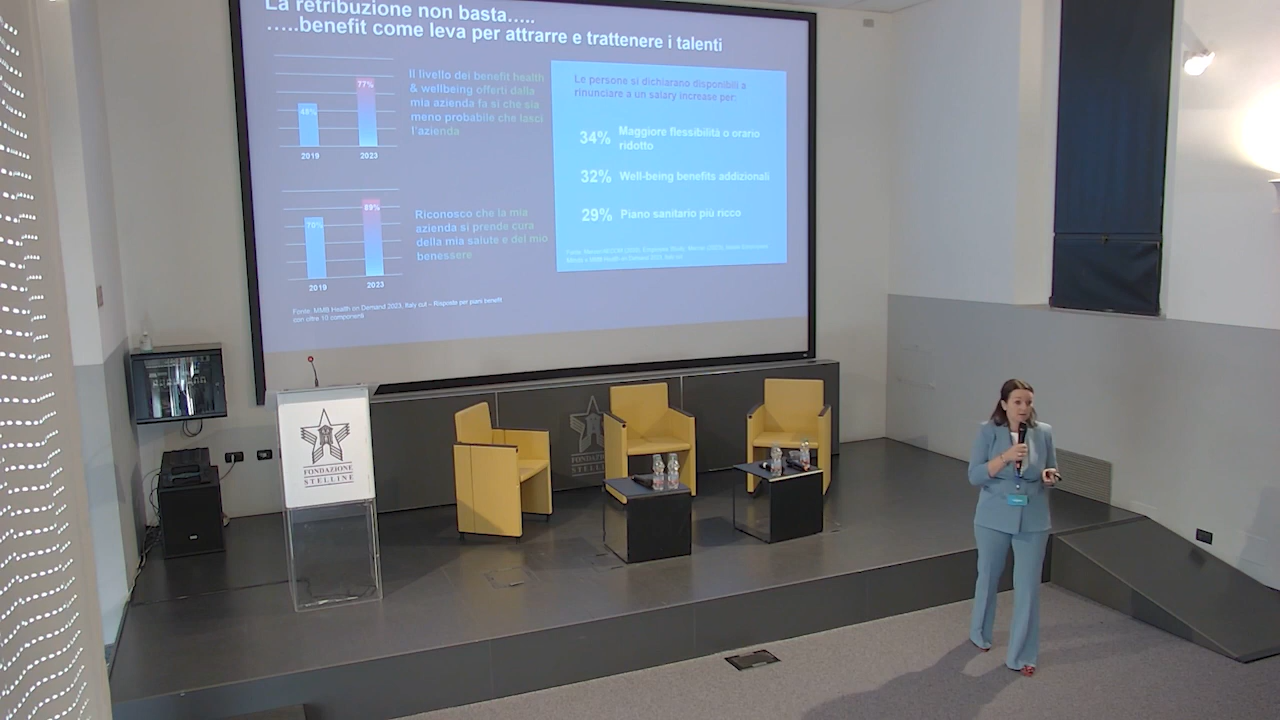 La retribuzione non basta…..
…..benefit come leva per attrarre e trattenere i talenti
77%
48%
2019
2023
Il livello dei benefit health
& wellbeing offerti dalla
mia azienda fa sì che sia
meno probabile che lasci
l'azienda
89%
70%
2019
2023
Riconosco che la mia
azienda si prende cura
della mia salute e del mio
benessere
Fonte: MMB Health on Demand 2023, Italy cut – Risposte per piani benefit
con oltre 10 componenti
Le persone si dichiarano disponibili a
rinunciare a un salary increase per:
34% Maggiore flessibilità o orario
ridotto
32% Well-being benefits addizionali
29% Piano sanitario più ricco
FONDAZIONE
STELLINE
FONDAZIONE
STELLINE